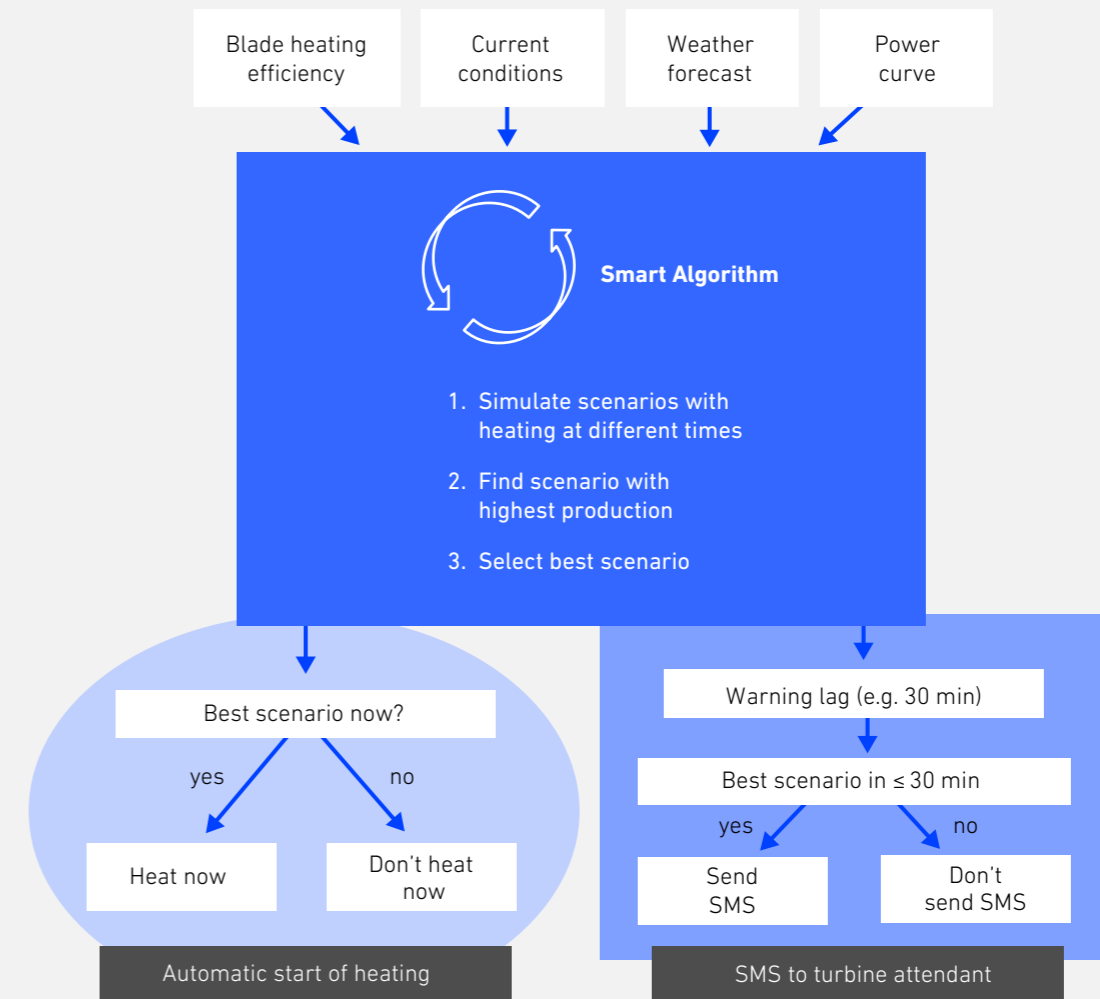 Blade heating
efficiency
Current
conditions
Weather
forecast
Power
curve
Smart Algorithm
1. Simulate scenarios with
heating at different times
2. Find scenario with
highest production
3. Select best scenario
Best scenario now?
yes
no
Heat now
Don't heat
now
Automatic start of heating
Warning lag (e.g. 30 min)
Best scenario in ≤ 30 min
yes
no
Send
SMS
Don't
send SMS
SMS to turbine attendant